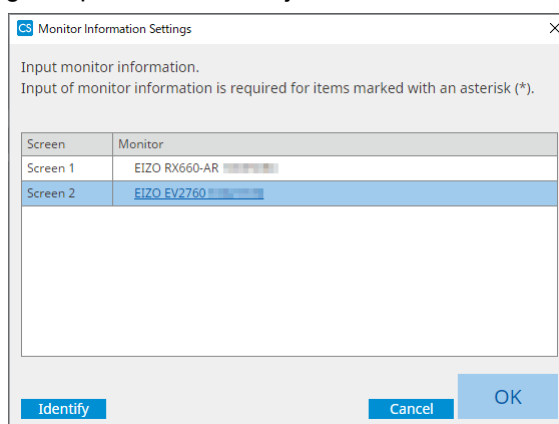 CS Monitor Information Settings
Input monitor information.
Input of monitor information is required for items marked with an asterisk (*).
Screen Monitor
Screen 1 EIZO RX660-AR
Screen 2 EIZO EV2760
Identify Cancel OK